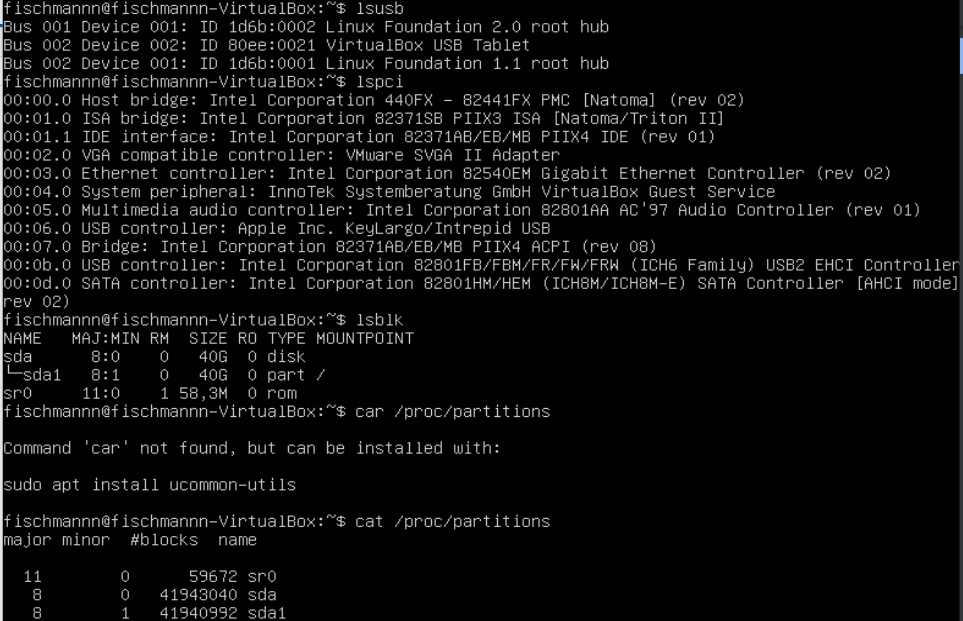 fischmannn@fischmannn-VirtualBox:~$ lsusb
Bus 001 Device 001: ID 1d6b:0002 Linux Foundation 2.0 root hub
Bus 002 Device 002: ID 80ee:0021 VirtualBox USB Tablet
Bus 002 Device 001: ID 1d6b:0001 Linux Foundation 1.1 root hub
fischmannn@fischmannn-VirtualBox:~$ lspci
00:00.0 Host bridge: Intel Corporation 440FX - 82441FX PMC [Natoma] (rev 02)
00:01.0 ISA bridge: Intel Corporation 82371SB PIIX3 ISA [Natoma/Triton II]
00:01.1 IDE interface: Intel Corporation 82371AB/EB/MB PIIX4 IDE (rev 01)
00:02.0 VGA compatible controller: VMware SVGA II Adapter
00:03.0 Ethernet controller: Intel Corporation 82540EM Gigabit Ethernet Controller (rev 02)
00:04.0 System peripheral: InnoTek Systemberatung GmbH VirtualBox Guest Service
00:05.0 Multimedia audio controller: Intel Corporation 82801AA AC'97 Audio Controller (rev 01)
00:06.0 USB controller: Apple Inc. KeyLargo/Intrepid USB
00:07.0 Bridge: Intel Corporation 82371AB/EB/MB PIIX4 ACPI (rev 08)
00:0b.0 USB controller: Intel Corporation 82801FB/FBM/FR/FW/FRW (ICH6 Family) USB2 EHCI Controller
00:0d.0 SATA controller: Intel Corporation 82801HM/HEM (ICH8M/ICH8M-E) SATA Controller [AHCI mode]
rev 02)
fischmannn@fischmannn-VirtualBox:~$ lsblk
NAME   MAJ:MIN RM  SIZE RO TYPE MOUNTPOINT
sda      8:0    0   40G  0 disk
└─sda1   8:1    0   40G  0 part /
sr0     11:0    1 58,3M  0 rom
fischmannn@fischmannn-VirtualBox:~$ car /proc/partitions
Command 'car' not found, but can be installed with:
sudo apt install ucommon-utils
fischmannn@fischmannn-VirtualBox:~$ cat /proc/partitions
major minor  #blocks  name
  11        0      59672 sr0
   8        0   41943040 sda
   8        1   41940992 sda1